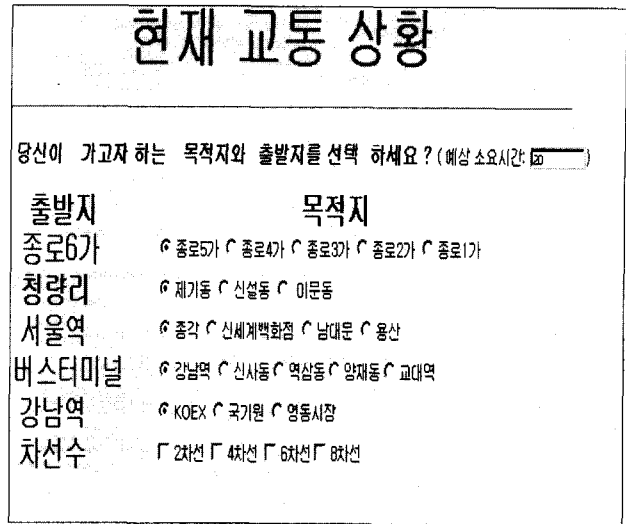 현재 교통 상황
당신이 가고자 하는 목적지와 출발지를 선택 하세요? (예상 소요시간: 20 )
출발지 목적지
종로6가 종로5가 종로4가 종로3가 종로2가 종로1가
청량리 제기동 신설동 이문동
서울역 종각 신세계백화점 남대문 용산
버스터미널 강남역 신사동 역삼동 양재동 교대역
강남역 KOEX 국기원 영동시장
차선수 2차선 4차선 6차선 8차선